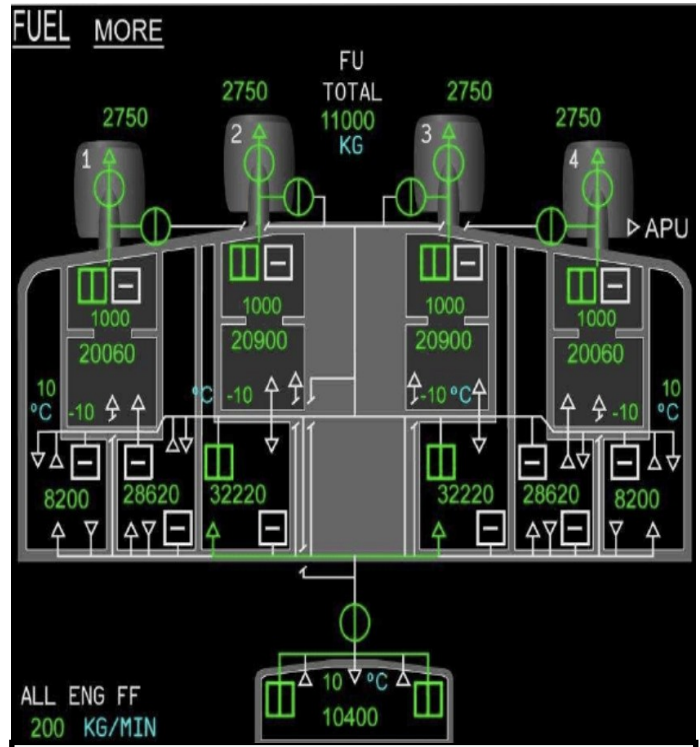 FUEL MORE
FU
TOTAL
11000
KG
2750 2750 2750 2750
1 2 3 4
APU
1000 1000 1000 1000
20060 20900 20900 20060
10 °C -10 °C -10 -10 °C -10 10 °C
8200 28620 32220 32220 28620 8200
10 °C
10400
ALL ENG FF
200 KG/MIN